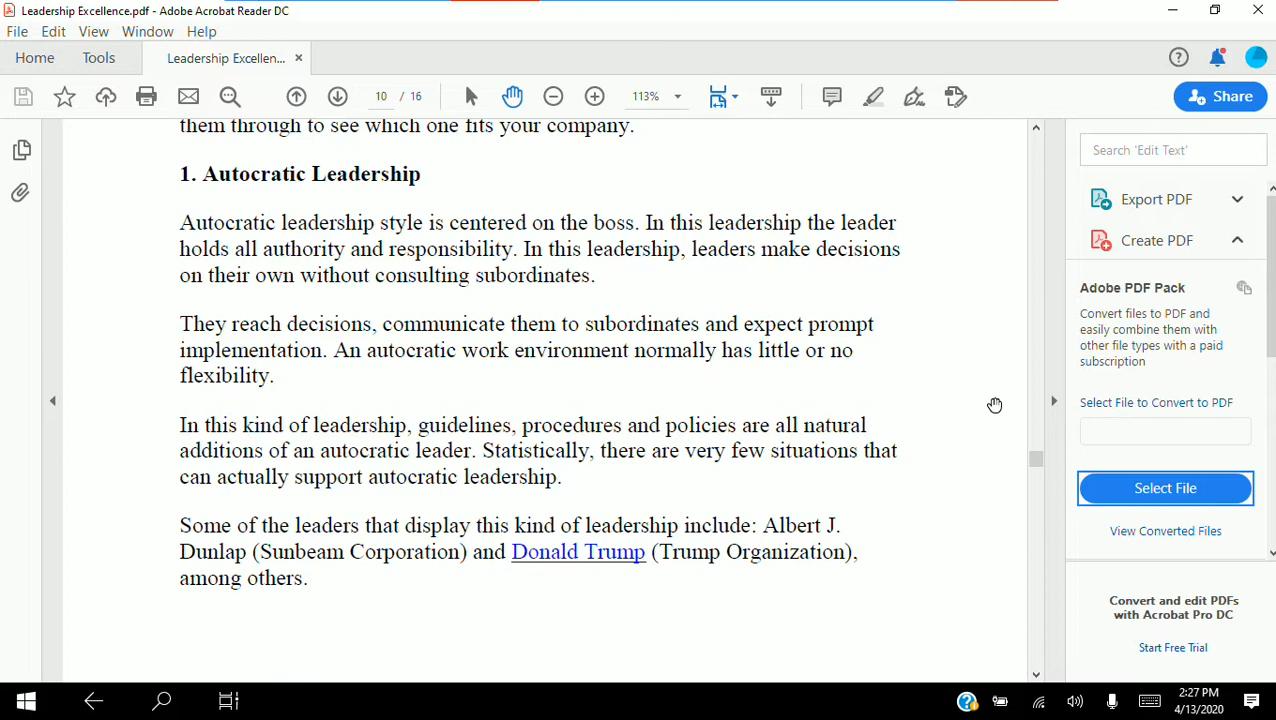 Leadership Excellence.pdf - Adobe Acrobat Reader DC
File Edit View Window Help
Home Tools Leadership Excellen... ×
10 / 16 113% Share
them through to see which one fits your company.
1. Autocratic Leadership
Autocratic leadership style is centered on the boss. In this leadership the leader
holds all authority and responsibility. In this leadership, leaders make decisions
on their own without consulting subordinates.
They reach decisions, communicate them to subordinates and expect prompt
implementation. An autocratic work environment normally has little or no
flexibility.
In this kind of leadership, guidelines, procedures and policies are all natural
additions of an autocratic leader. Statistically, there are very few situations that
can actually support autocratic leadership.
Some of the leaders that display this kind of leadership include: Albert J.
Dunlap (Sunbeam Corporation) and Donald Trump (Trump Organization),
among others.
Search 'Edit Text'
Export PDF
Create PDF
Adobe PDF Pack
Convert files to PDF and
easily combine them with
other file types with a paid
subscription
Select File to Convert to PDF
Select File
View Converted Files
Convert and edit PDFs
with Acrobat Pro DC
Start Free Trial
2:27 PM
4/13/2020